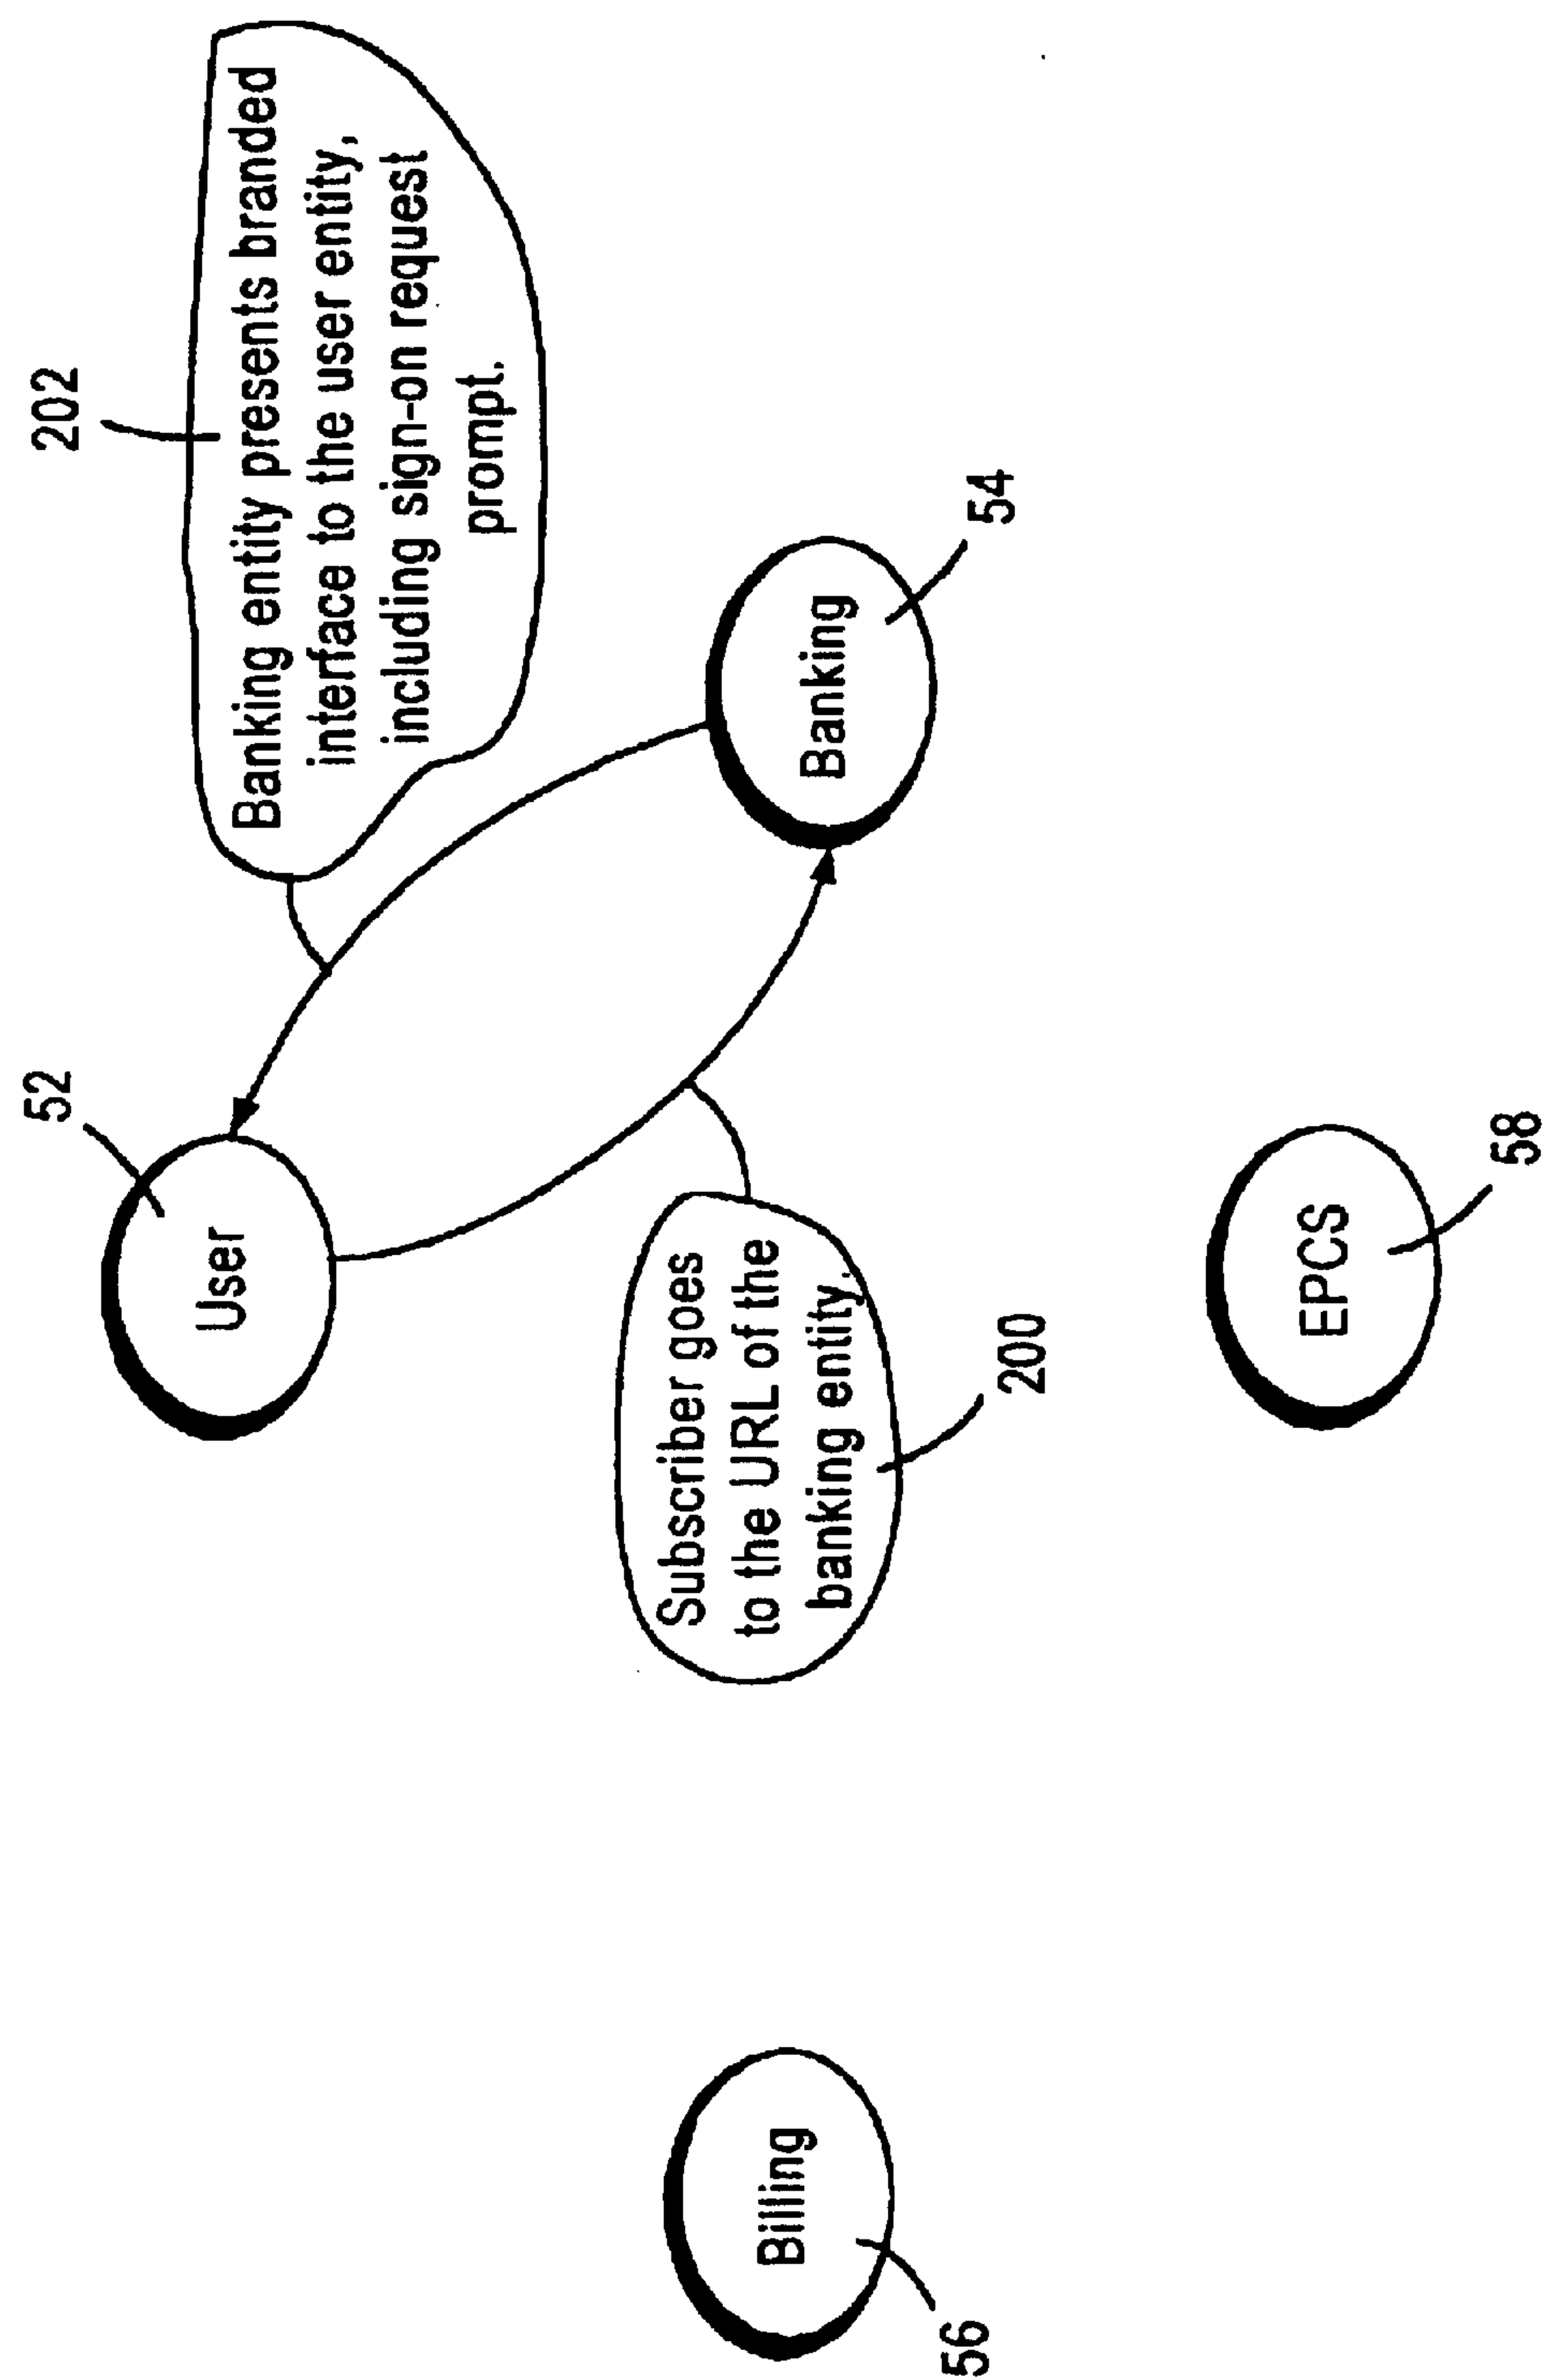 52
User
202
Banking entity presents branded
interface to the user entity,
including sign-on request
prompt.
Subscriber goes
to the URL of the
banking entity.
200
Banking
54
Billing
56
EPCS
58